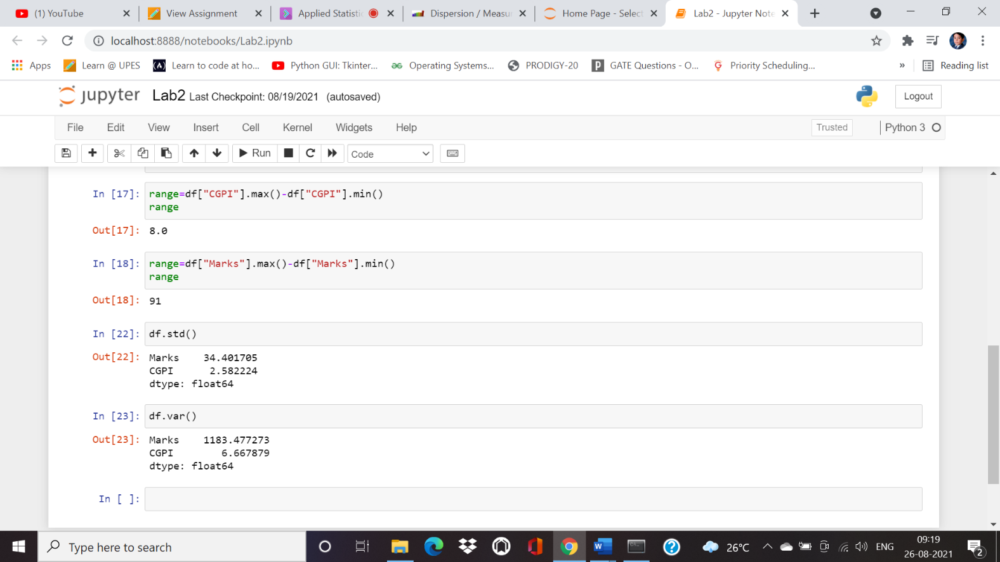 (1) YouTube
View Assignment
Applied Statistic
Dispersion / Measur
Home Page - Select
Lab2 - Jupyter Note
localhost:8888/notebooks/Lab2.ipynb
Apps
Learn @ UPES
Learn to code at ho...
Python GUI: Tkinter...
Operating Systems...
PRODIGY-20
GATE Questions - O...
Priority Scheduling...
»
Reading list
jupyter Lab2 Last Checkpoint: 08/19/2021 (autosaved)
Logout
File Edit View Insert Cell Kernel Widgets Help
Trusted
Python 3
Run
Code
In [17]: range=df["CGPI"].max()-df["CGPI"].min()
range
Out[17]: 8.0
In [18]: range=df["Marks"].max()-df["Marks"].min()
range
Out[18]: 91
In [22]: df.std()
Out[22]: Marks 34.401705
CGPI 2.582224
dtype: float64
In [23]: df.var()
Out[23]: Marks 1183.477273
CGPI 6.667879
dtype: float64
In [ ]:
Type here to search
26°C
ENG
09:19
26-08-2021
2